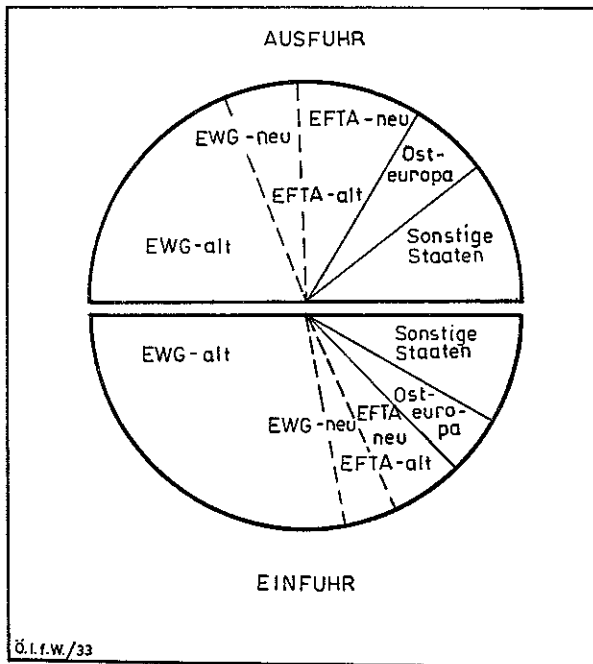 AUSFUHR
EFTA-neu
EWG-neu
Ost-
europa
EFTA-alt
EWG-alt
Sonstige
Staaten
EWG-alt
Sonstige
Staaten
Ost-
euro-
pa
EFTA
neu
EWG-neu
EFTA-alt
EINFUHR
Ö.I.f.W./33